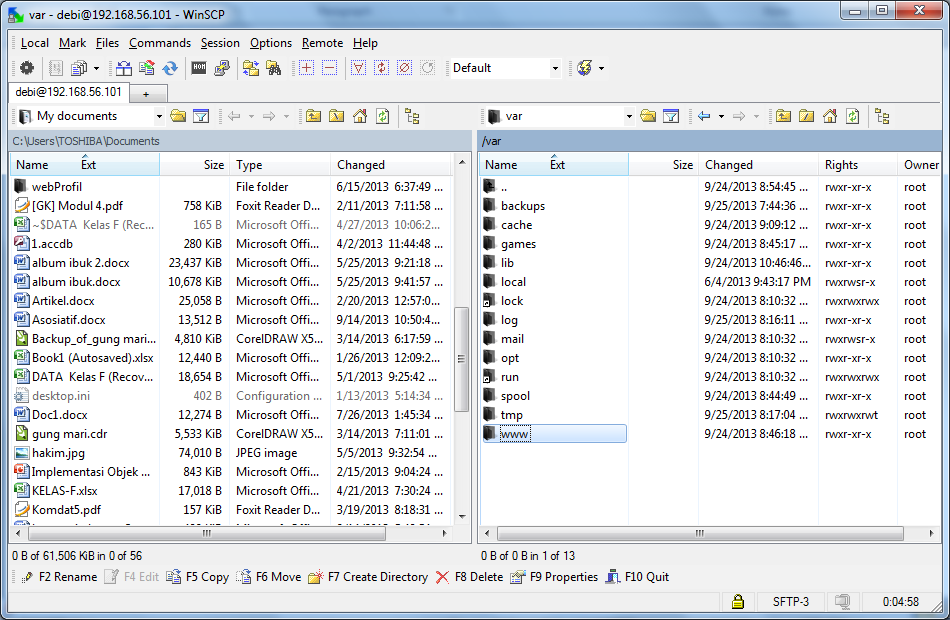 var - debi@192.168.56.101 - WinSCP
Local Mark Files Commands Session Options Remote Help
Default
debi@192.168.56.101 +
My documents
C:\Users\TOSHIBA\Documents
Name Ext Size Type Changed
webProfil File folder 6/15/2013 6:37:49 ...
[GK] Modul 4.pdf 758 KiB Foxit Reader D... 2/11/2013 7:11:58 ...
~$DATA Kelas F (Rec... 165 B Microsoft Offi... 4/27/2013 10:06:2...
1.accdb 280 KiB Microsoft Offi... 4/2/2013 11:44:48 ...
album ibuk 2.docx 23,437 KiB Microsoft Offi... 5/25/2013 9:21:18 ...
album ibuk.docx 10,678 KiB Microsoft Offi... 5/25/2013 9:41:57 ...
Artikel.docx 25,058 B Microsoft Offi... 2/20/2013 12:57:0...
Asosiatif.docx 13,512 B Microsoft Offi... 9/14/2013 10:50:4...
Backup_of_gung mari... 4,810 KiB CorelDRAW X5... 3/14/2013 6:17:59 ...
Book1 (Autosaved).xlsx 12,440 B Microsoft Offi... 1/26/2013 12:09:2...
DATA Kelas F (Recov... 18,654 B Microsoft Offi... 5/1/2013 9:25:42 ...
desktop.ini 402 B Configuration ... 1/13/2013 5:14:34 ...
Doc1.docx 12,274 B Microsoft Offi... 7/26/2013 1:45:34 ...
gung mari.cdr 5,533 KiB CorelDRAW X5... 3/14/2013 7:11:01 ...
hakim.jpg 74,010 B JPEG image 5/5/2013 9:32:54 ...
Implementasi Objek ... 843 KiB Microsoft Offi... 2/15/2013 9:04:24 ...
KELAS-F.xlsx 17,018 B Microsoft Offi... 4/21/2013 7:30:24 ...
Komdat5.pdf 157 KiB Foxit Reader D... 3/19/2013 8:18:31 ...
0 B of 61,506 KiB in 0 of 56
var
/var
Name Ext Size Changed Rights Owner
.. 9/24/2013 8:54:45 ... rwxr-xr-x root
backups 9/25/2013 7:44:36 ... rwxr-xr-x root
cache 9/24/2013 9:09:12 ... rwxr-xr-x root
games 9/24/2013 8:45:17 ... rwxr-xr-x root
lib 9/24/2013 10:46:46... rwxr-xr-x root
local 6/4/2013 9:43:17 PM rwxrwsr-x root
lock 9/24/2013 8:10:32 ... rwxrwxrwx root
log 9/25/2013 8:16:11 ... rwxr-xr-x root
mail 9/24/2013 8:10:32 ... rwxrwsr-x root
opt 9/24/2013 8:10:32 ... rwxr-xr-x root
run 9/24/2013 8:10:32 ... rwxrwxrwx root
spool 9/24/2013 8:44:49 ... rwxr-xr-x root
tmp 9/25/2013 8:17:04 ... rwxrwxrwt root
www 9/24/2013 8:46:18 ... rwxr-xr-x root
0 B of 0 B in 1 of 13
F2 Rename F4 Edit F5 Copy F6 Move F7 Create Directory F8 Delete F9 Properties F10 Quit
SFTP-3 0:04:58